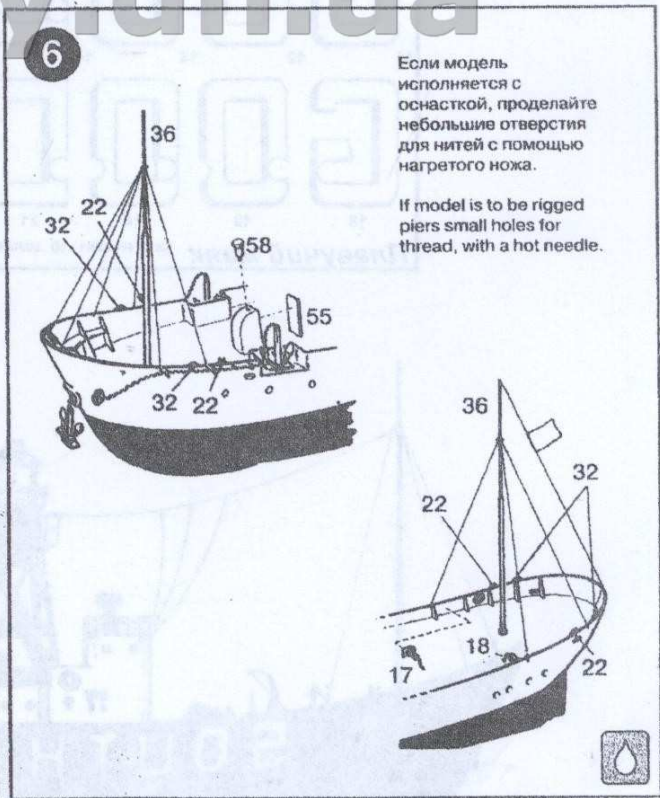 y.dn.ua
6
Если модель
исполняется с
оснасткой, проделайте
небольшие отверстия
для нитей с помощью
нагретого ножа.
If model is to be rigged
piers small holes for
thread, with a hot needle.
36
22
32
58
55
32
22
36
32
22
18
17
22